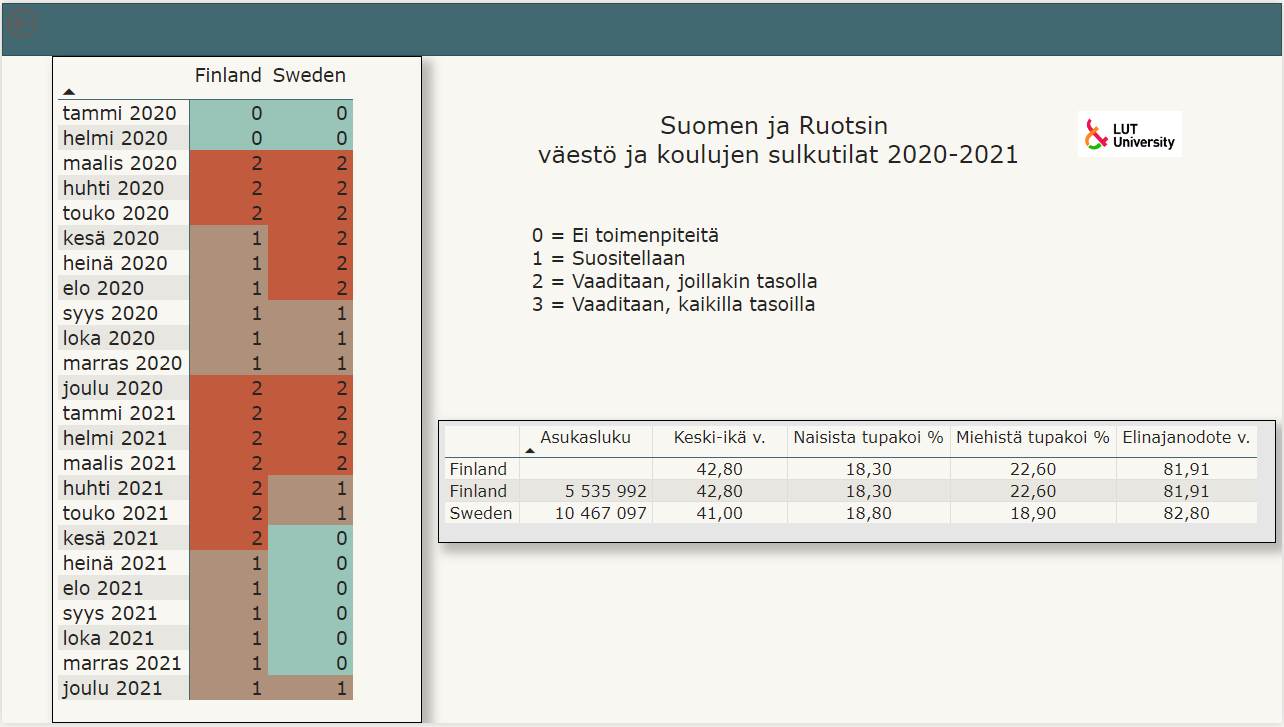 Finland Sweden
tammi 2020 0 0
helmi 2020 0 0
maalis 2020 2 2
huhti 2020 2 2
touko 2020 2 2
kesä 2020 1 2
heinä 2020 1 2
elo 2020 1 2
syys 2020 1 1
loka 2020 1 1
marras 2020 1 1
joulu 2020 2 2
tammi 2021 2 2
helmi 2021 2 2
maalis 2021 2 2
huhti 2021 2 1
touko 2021 2 1
kesä 2021 2 0
heinä 2021 1 0
elo 2021 1 0
syys 2021 1 0
loka 2021 1 0
marras 2021 1 0
joulu 2021 1 1
Suomen ja Ruotsin
väestö ja koulujen sulkutilat 2020-2021
LUT
University
0 = Ei toimenpiteitä
1 = Suositellaan
2 = Vaaditaan, joillakin tasolla
3 = Vaaditaan, kaikilla tasoilla
Asukasluku Keski-ikä v. Naisista tupakoi % Miehistä tupakoi % Elinajanodote v.
Finland 42,80 18,30 22,60 81,91
Finland 5 535 992 42,80 18,30 22,60 81,91
Sweden 10 467 097 41,00 18,80 18,90 82,80